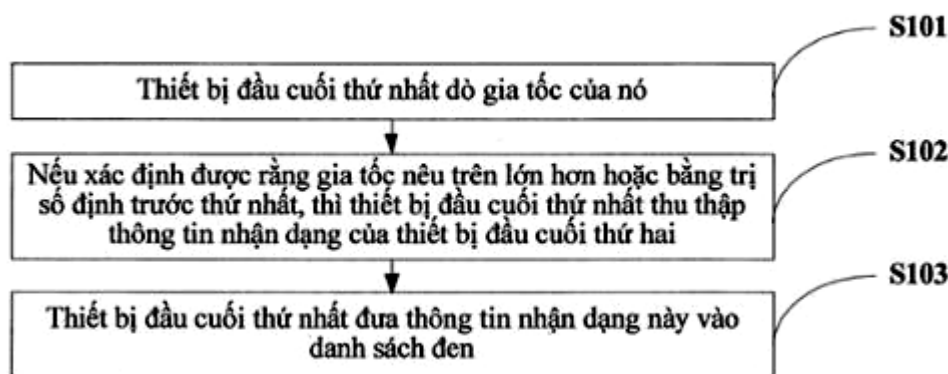 S101
Thiết bị đầu cuối thứ nhất dò gia tốc của nó
S102
Nếu xác định được rằng gia tốc nêu trên lớn hơn hoặc bằng trị
số định trước thứ nhất, thì thiết bị đầu cuối thứ nhất thu thập
thông tin nhận dạng của thiết bị đầu cuối thứ hai
S103
Thiết bị đầu cuối thứ nhất đưa thông tin nhận dạng này vào
danh sách đen